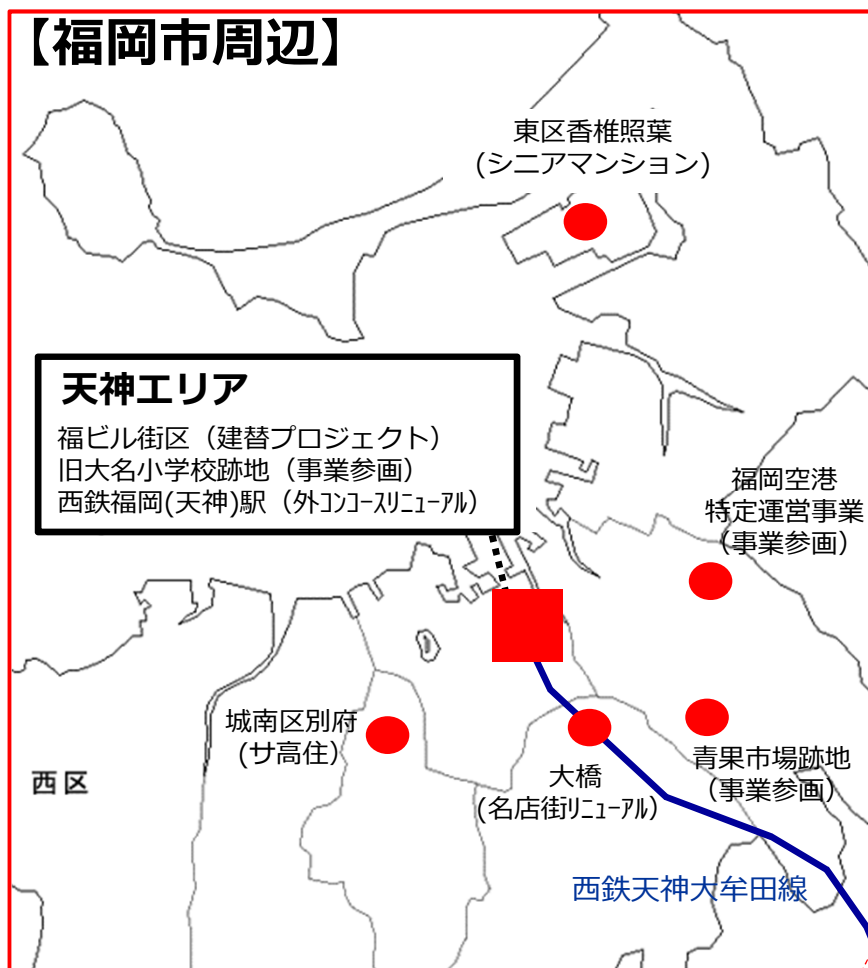 【福岡市周辺】
東区香椎照葉
(シニアマンション)
天神エリア
福ビル街区（建替プロジェクト）
旧大名小学校跡地（事業参画）
西鉄福岡(天神)駅（外ｺﾝｺｰｽﾘﾆｭｰｱﾙ）
福岡空港
特定運営事業
（事業参画）
城南区別府
(サ高住）
西区
大橋
(名店街ﾘﾆｭｰｱﾙ）
青果市場跡地
（事業参画）
西鉄天神大牟田線